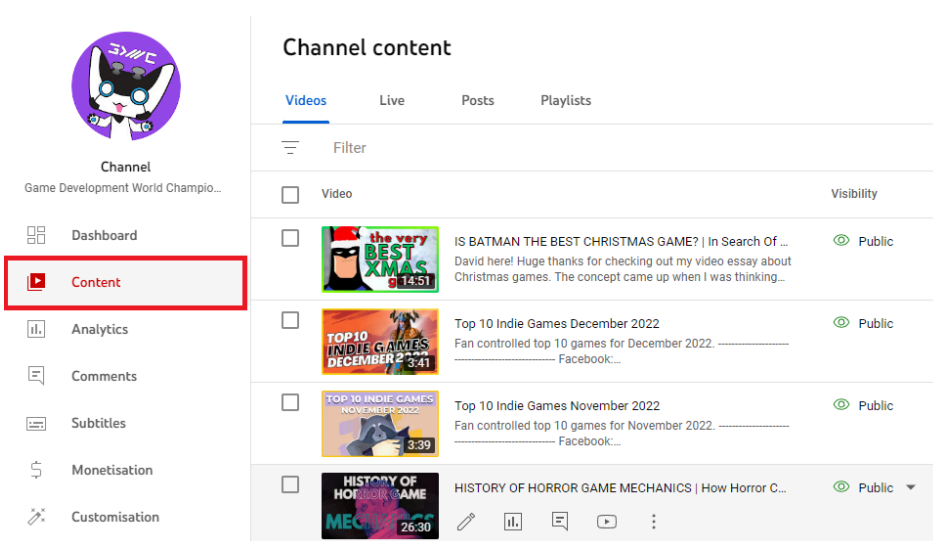 Channel content
Videos
Live
Posts
Playlists
Filter
Channel
Game Development World Champio...
Dashboard
Content
Analytics
Comments
Subtitles
Monetisation
Customisation
Video
Visibility
the very
BEST
XMAS
14:51
IS BATMAN THE BEST CHRISTMAS GAME? | In Search Of ...
David here! Huge thanks for checking out my video essay about
Christmas games. The concept came up when I was thinking...
Public
TOP 10
INDIE GAMES
DECEMBER
3:41
Top 10 Indie Games December 2022
Fan controlled top 10 games for December 2022. ---------------------
------------------------------ Facebook:...
Public
TOP 10 INDIE GAMES
NOVEMBER 2022
3:39
Top 10 Indie Games November 2022
Fan controlled top 10 games for November 2022. ---------------------
------------------------------ Facebook:...
Public
HISTORY OF
HORROR GAME
26:30
HISTORY OF HORROR GAME MECHANICS | How Horror C...
Public